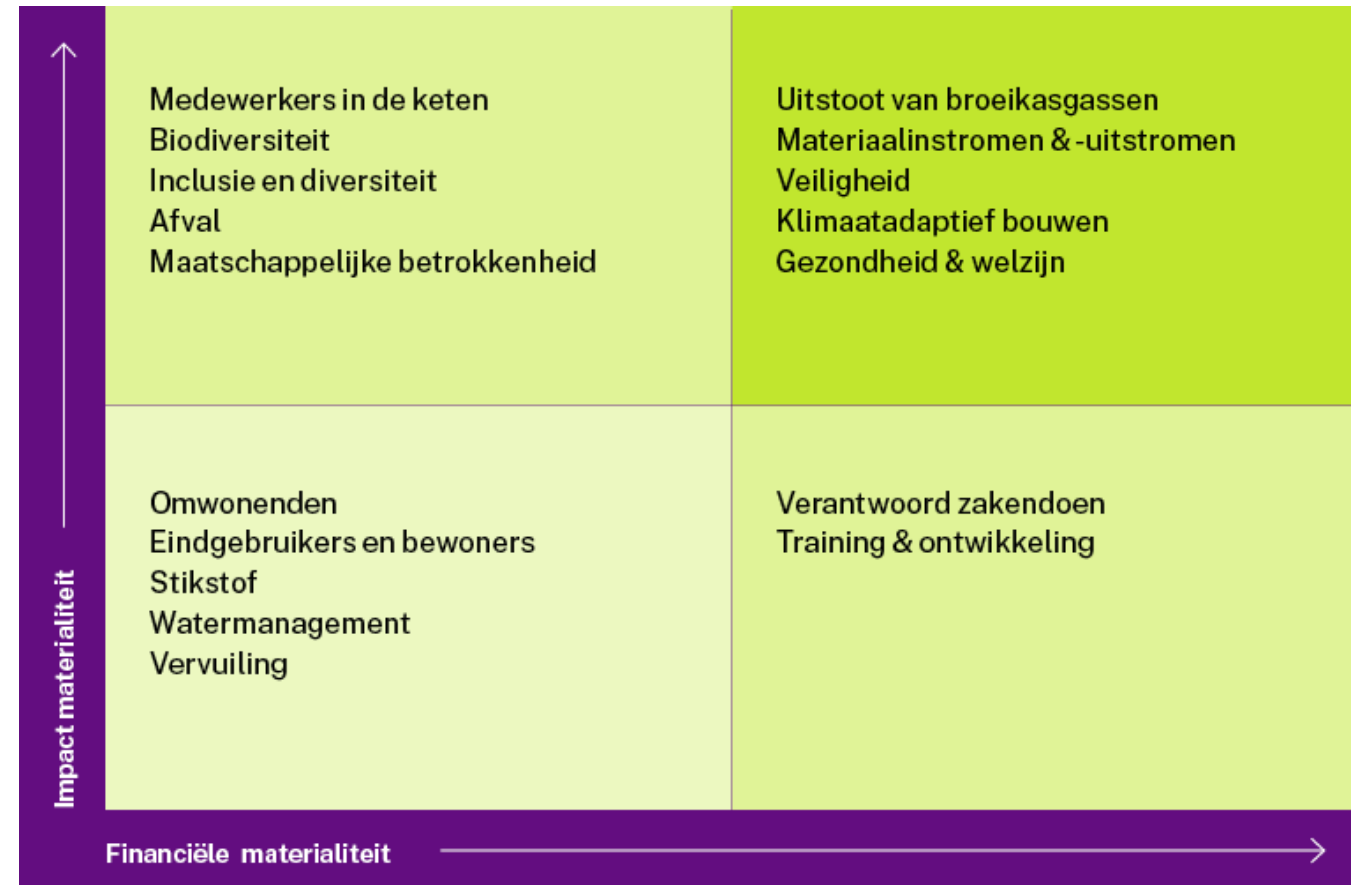 Medewerkers in de keten
Biodiversiteit
Inclusie en diversiteit
Afval
Maatschappelijke betrokkenheid
Uitstoot van broeikasgassen
Materiaalinstromen & -uitstromen
Veiligheid
Klimaatadaptief bouwen
Gezondheid & welzijn
Omwonenden
Eindgebruikers en bewoners
Stikstof
Watermanagement
Vervuiling
Verantwoord zakendoen
Training & ontwikkeling
Impact materialiteit
Financiële materialiteit